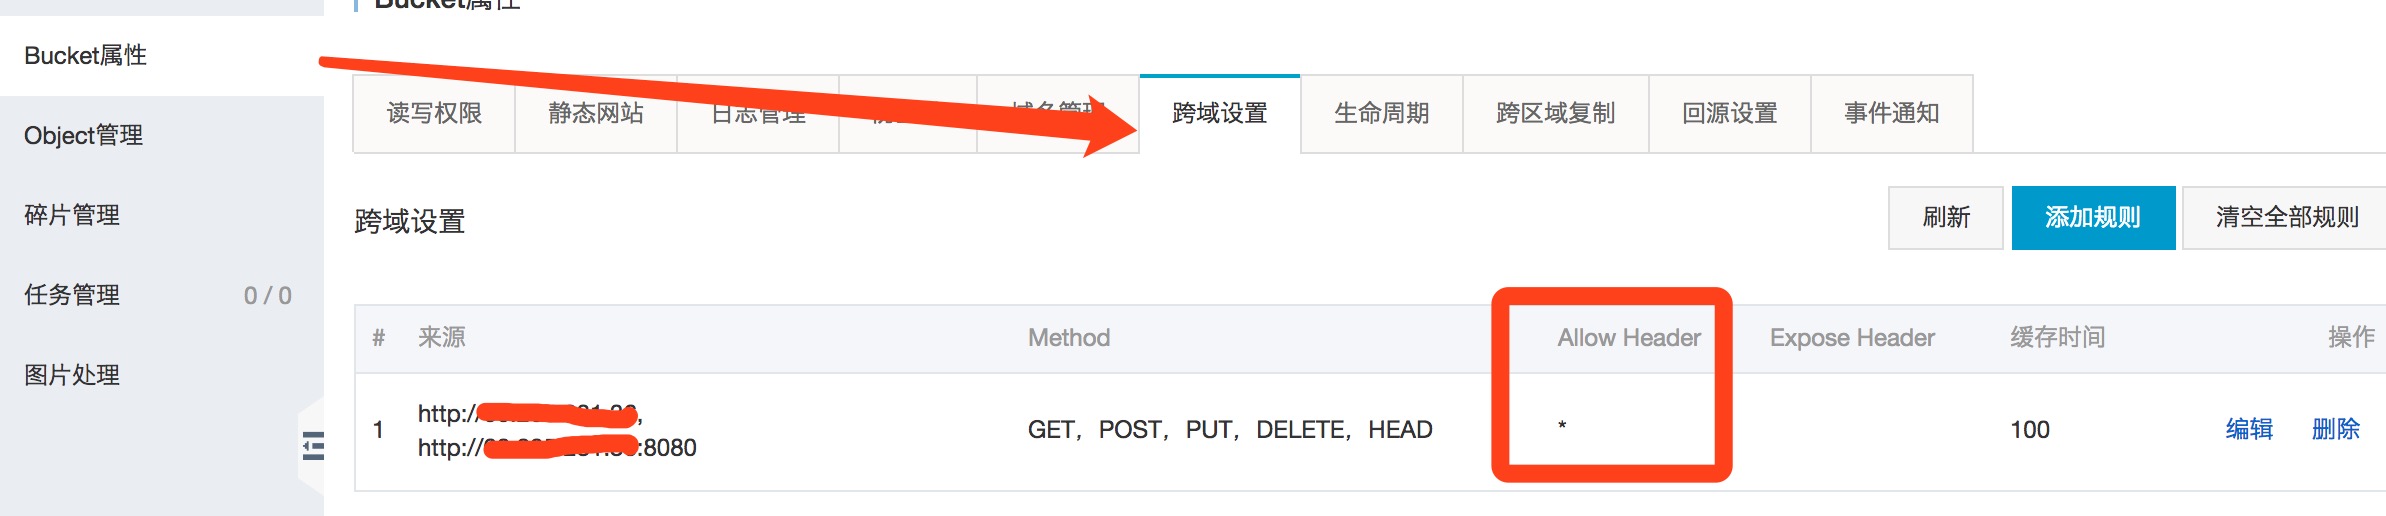 Bucket属性
Bucket属性
Object管理
碎片管理
任务管理 0 / 0
图片处理
读写权限 静态网站 日志管理 域名管理 跨域设置 生命周期 跨区域复制 回源设置 事件通知
跨域设置 刷新 添加规则 清空全部规则
# 来源 Method Allow Header Expose Header 缓存时间 操作
1 http:// , GET, POST, PUT, DELETE, HEAD * 100 编辑 删除
http:// :8080